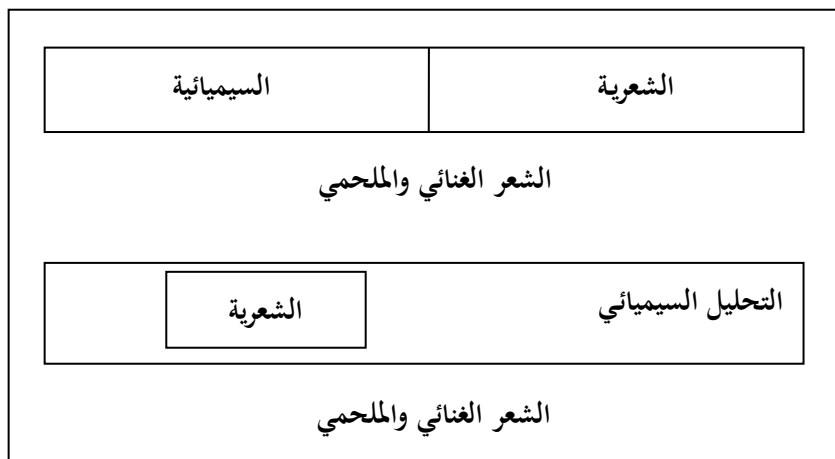 الشعرية السيميائية
الشعر الغنائي والملحمي
التحليل السيميائي الشعرية
الشعر الغنائي والملحمي